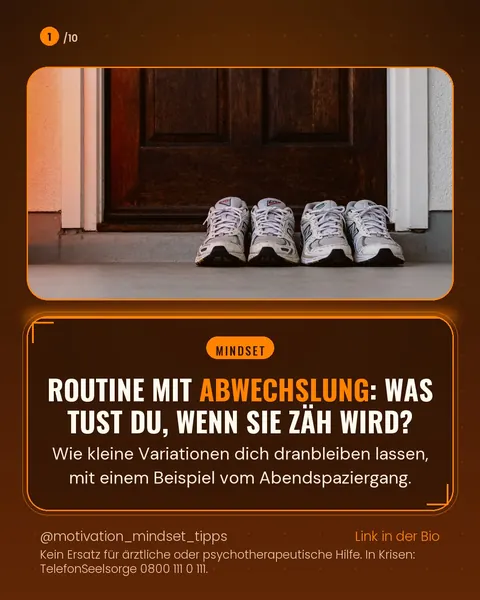 1 /10
MINDSET
ROUTINE MIT ABWECHSLUNG: WAS
TUST DU, WENN SIE ZÄH WIRD?
Wie kleine Variationen dich dranbleiben lassen,
mit einem Beispiel vom Abendspaziergang.
@motivation_mindset_tipps
Link in der Bio
Kein Ersatz für ärztliche oder psychotherapeutische Hilfe. In Krisen:
TelefonSeelsorge 0800 111 0 111.